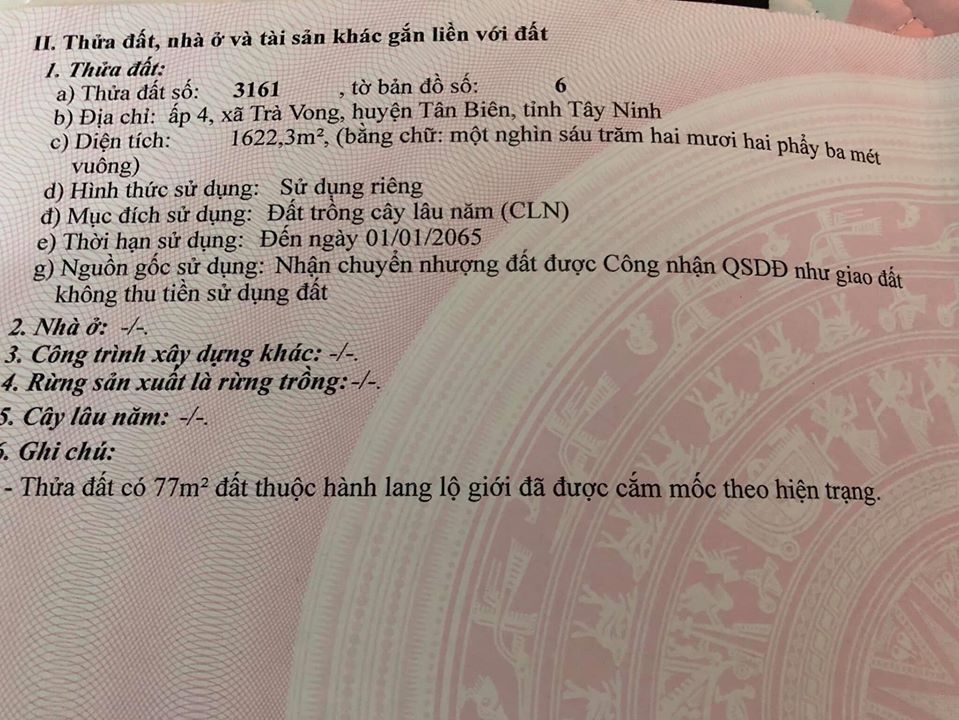 II. Thửa đất, nhà ở và tài sản khác gắn liền với đất
1. Thửa đất:
a) Thửa đất số: 3161 , tờ bản đồ số: 6
b) Địa chỉ: ấp 4, xã Trà Vong, huyện Tân Biên, tỉnh Tây Ninh
c) Diện tích: 1622,3m², (bằng chữ: một nghìn sáu trăm hai mươi hai phẩy ba mét
vuông)
d) Hình thức sử dụng: Sử dụng riêng
đ) Mục đích sử dụng: Đất trồng cây lâu năm (CLN)
e) Thời hạn sử dụng: Đến ngày 01/01/2065
g) Nguồn gốc sử dụng: Nhận chuyển nhượng đất được Công nhận QSDĐ như giao đất
không thu tiền sử dụng đất
2. Nhà ở: -/-.
3. Công trình xây dựng khác: -/-.
4. Rừng sản xuất là rừng trồng: -/-.
5. Cây lâu năm: -/-.
6. Ghi chú:
- Thửa đất có 77m² đất thuộc hành lang lộ giới đã được cắm mốc theo hiện trạng.